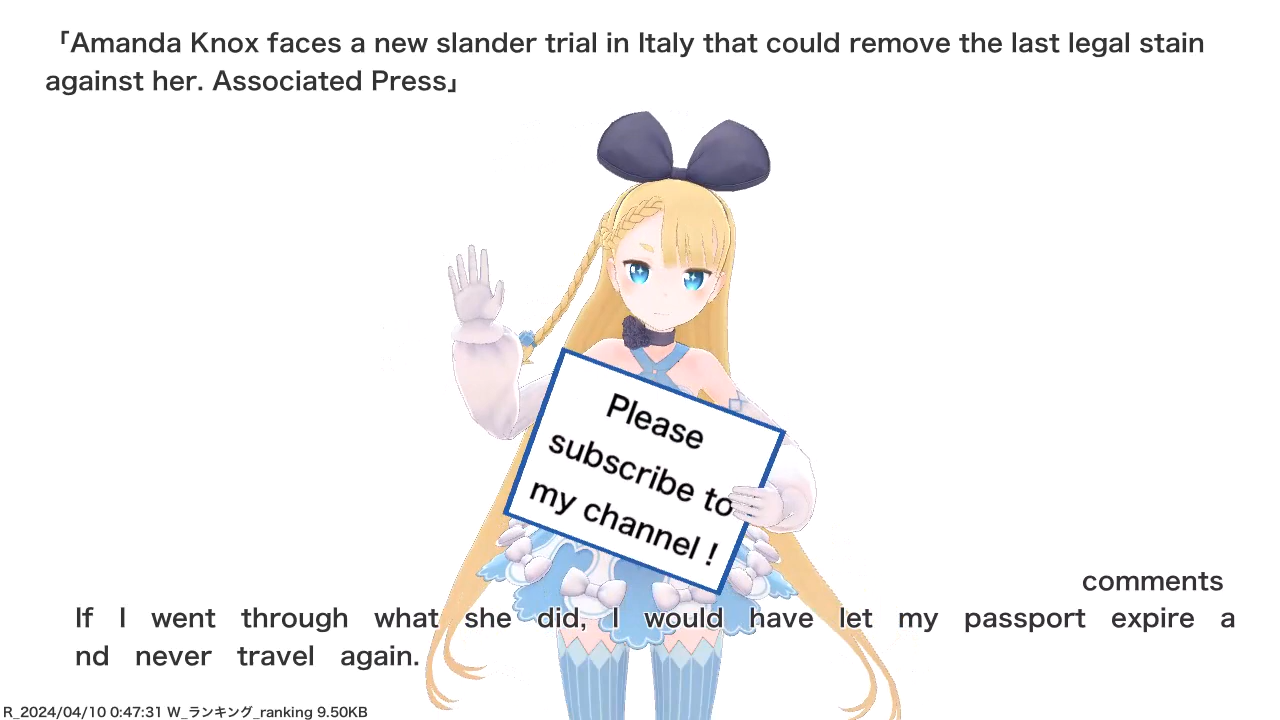 「Amanda Knox faces a new slander trial in Italy that could remove the last legal stain
against her. Associated Press」
Please
subscribe to
my channel !
comments
If I went through what she did, I would have let my passport expire a
nd never travel again.
R_2024/04/10 0:47:31 W_ランキング_ranking 9.50KB